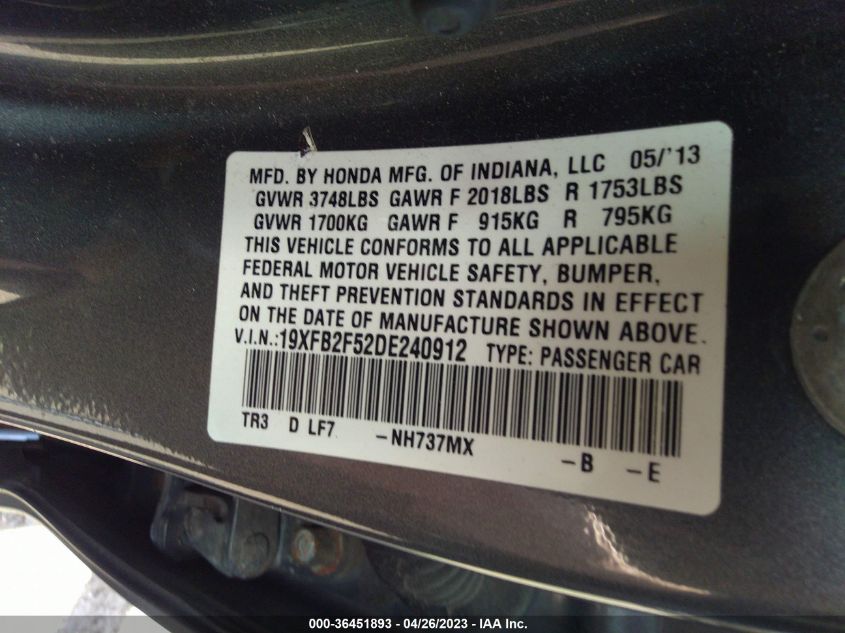 MFD. BY HONDA MFG. OF INDIANA, LLC 05/'13
GVWR 3748LBS GAWR F 2018LBS R 1753LBS
GVWR 1700KG GAWR F 915KG R 795KG
THIS VEHICLE CONFORMS TO ALL APPLICABLE
FEDERAL MOTOR VEHICLE SAFETY, BUMPER,
AND THEFT PREVENTION STANDARDS IN EFFECT
ON THE DATE OF MANUFACTURE SHOWN ABOVE.
V.I.N.:19XFB2F52DE240912 TYPE: PASSENGER CAR
TR3 D LF7 -NH737MX -B -E
000-36451893 - 04/26/2023 - IAA Inc.